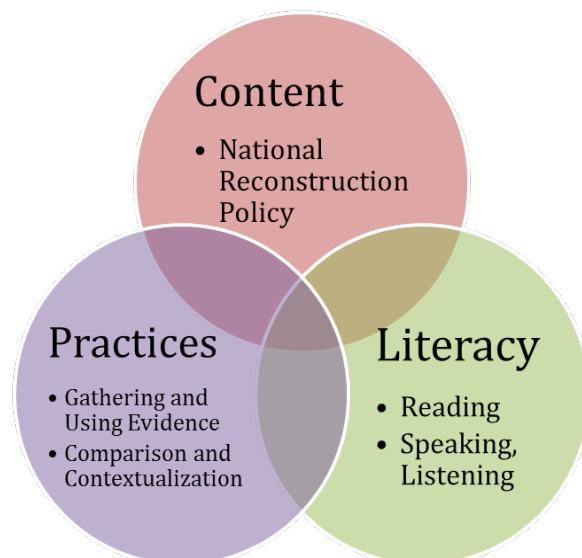 Content
• National
Reconstruction
Policy
Practices
• Gathering and
Using Evidence
• Comparison and
Contextualization
Literacy
• Reading
• Speaking,
Listening